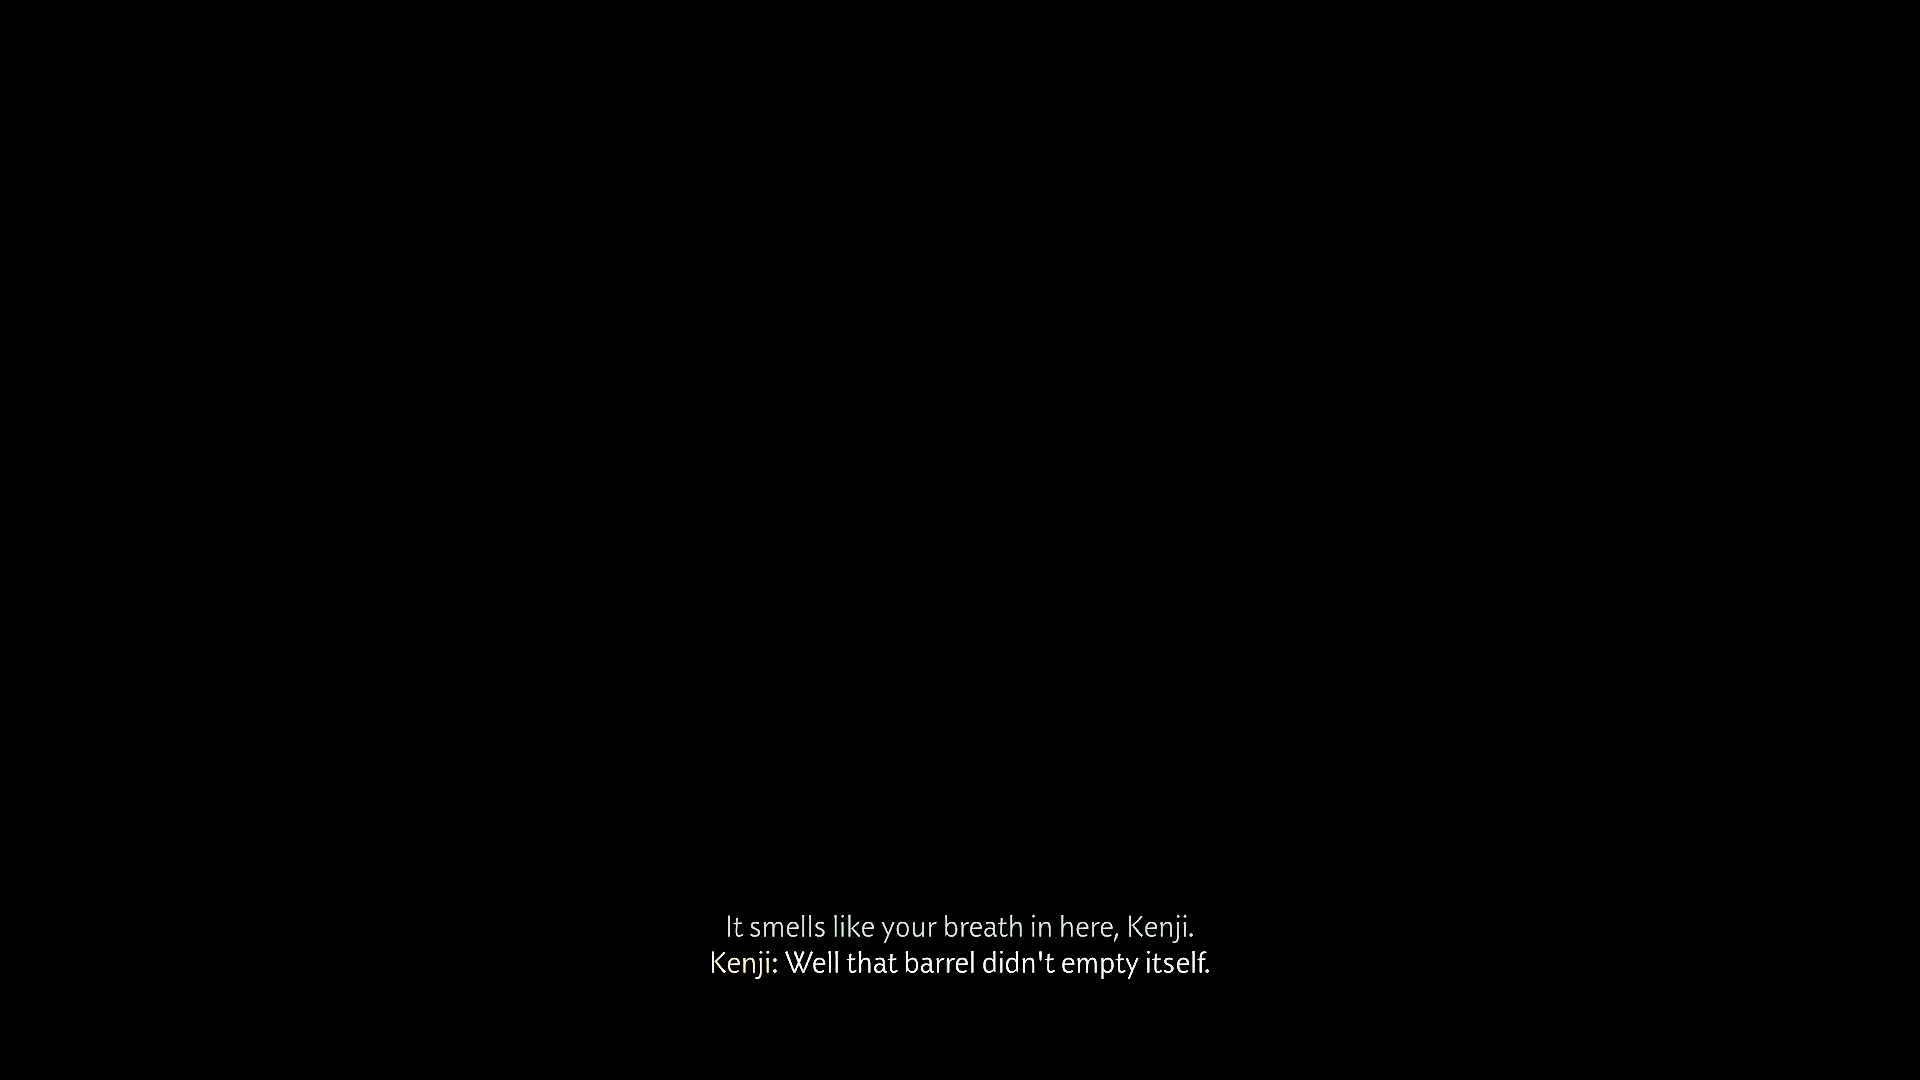 It smells like your breath in here, Kenji.
Kenji: Well that barrel didn't empty itself.